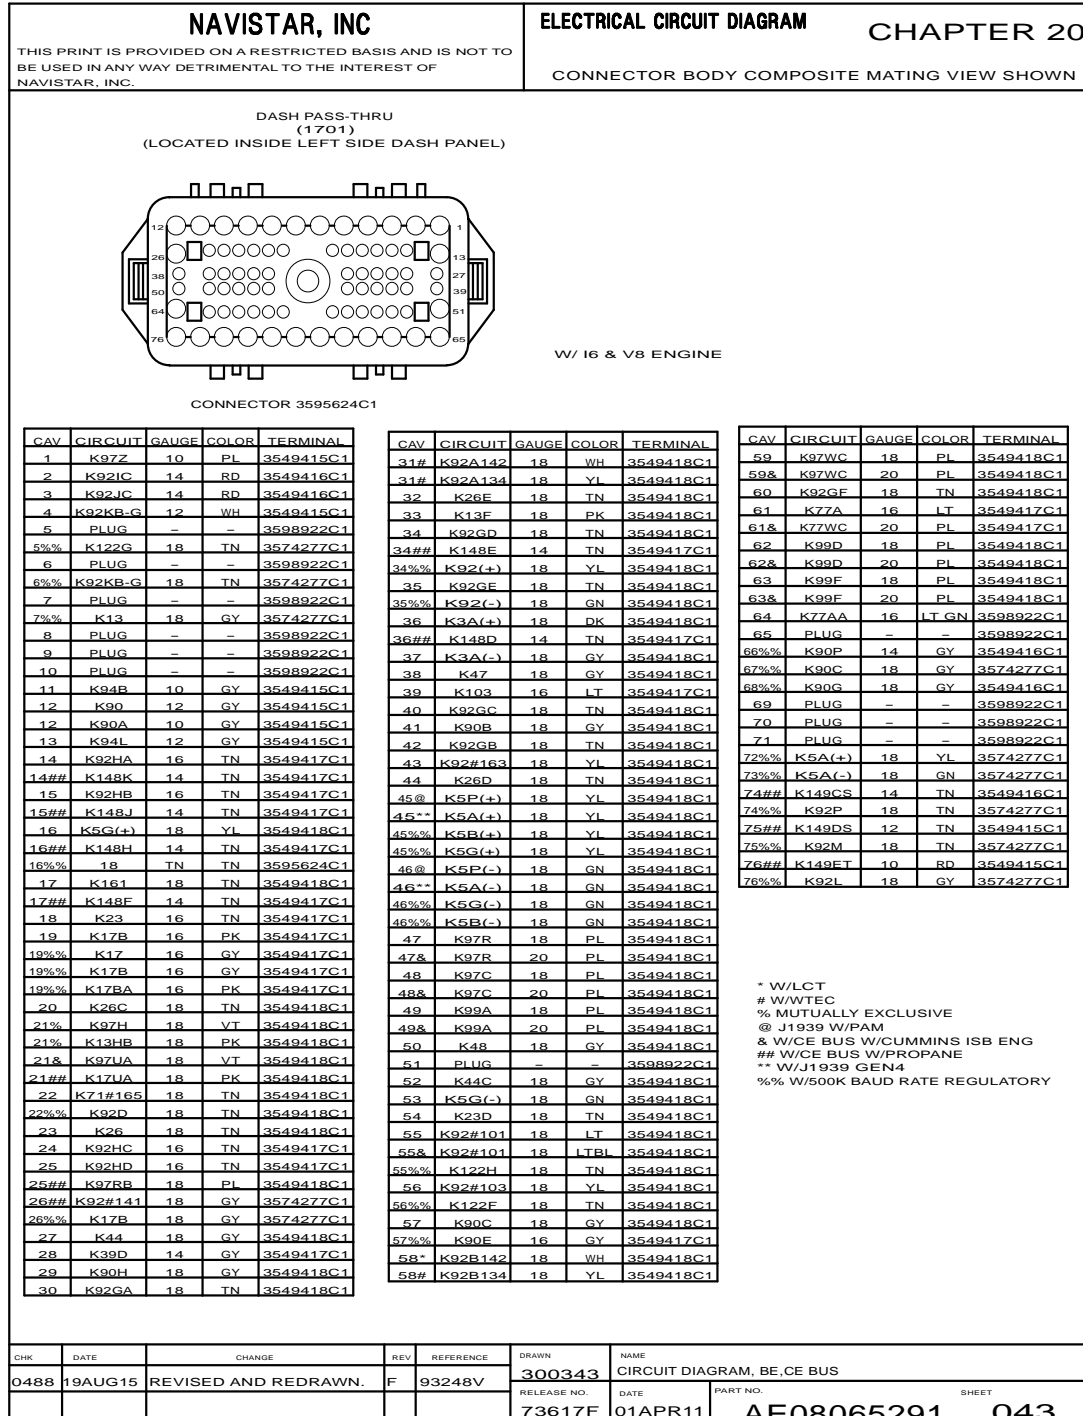 NAVISTAR, INC
THIS PRINT IS PROVIDED ON A RESTRICTED BASIS AND IS NOT TO
BE USED IN ANY WAY DETRIMENTAL TO THE INTEREST OF
NAVISTAR, INC.
ELECTRICAL CIRCUIT DIAGRAM
CHAPTER 20
CONNECTOR BODY COMPOSITE MATING VIEW SHOWN
DASH PASS-THRU
(1701)
(LOCATED INSIDE LEFT SIDE DASH PANEL)
12 1
26 13
38 27
50 39
64 51
76 65
W/ I6 & V8 ENGINE
CONNECTOR 3595624C1
CAV CIRCUIT GAUGE COLOR TERMINAL
1 K97Z 10 PL 3549415C1
2 K92IC 14 RD 3549416C1
3 K92JC 14 RD 3549416C1
4 K92KB-G 12 WH 3549415C1
5 PLUG – – 3598922C1
5%% K122G 18 TN 3574277C1
6 PLUG – – 3598922C1
6%% K92KB-G 18 TN 3574277C1
7 PLUG – – 3598922C1
7%% K13 18 GY 3574277C1
8 PLUG – – 3598922C1
9 PLUG – – 3598922C1
10 PLUG – – 3598922C1
11 K94B 10 GY 3549415C1
12 K90 12 GY 3549415C1
12 K90A 10 GY 3549415C1
13 K94L 12 GY 3549415C1
14 K92HA 16 TN 3549417C1
14## K148K 14 TN 3549417C1
15 K92HB 16 TN 3549417C1
15## K148J 14 TN 3549417C1
16 K5G(+) 18 YL 3549418C1
16## K148H 14 TN 3549417C1
16%% 18 TN TN 3595624C1
17 K161 18 TN 3549418C1
17## K148F 14 TN 3549417C1
18 K23 16 TN 3549417C1
19 K17B 16 PK 3549417C1
19%% K17 16 GY 3549417C1
19%% K17B 16 GY 3549417C1
19%% K17BA 16 PK 3549417C1
20 K26C 18 TN 3549418C1
21% K97H 18 VT 3549418C1
21% K13HB 18 PK 3549418C1
21& K97UA 18 VT 3549418C1
21## K17UA 18 PK 3549418C1
22 K71#165 18 TN 3549418C1
22%% K92D 18 TN 3549418C1
23 K26 18 TN 3549418C1
24 K92HC 16 TN 3549417C1
25 K92HD 16 TN 3549417C1
25## K97RB 18 PL 3549418C1
26## K92#141 18 GY 3574277C1
26%% K17B 18 GY 3574277C1
27 K44 18 GY 3549418C1
28 K39D 14 GY 3549417C1
29 K90H 18 GY 3549418C1
30 K92GA 18 TN 3549418C1
CAV CIRCUIT GAUGE COLOR TERMINAL
31# K92A142 18 WH 3549418C1
31# K92A134 18 YL 3549418C1
32 K26E 18 TN 3549418C1
33 K13F 18 PK 3549418C1
34 K92GD 18 TN 3549418C1
34## K148E 14 TN 3549417C1
34%% K92(+) 18 YL 3549418C1
35 K92GE 18 TN 3549418C1
35%% K92(-) 18 GN 3549418C1
36 K3A(+) 18 DK 3549418C1
36## K148D 14 TN 3549417C1
37 K3A(-) 18 GY 3549418C1
38 K47 18 GY 3549418C1
39 K103 16 LT 3549417C1
40 K92GC 18 TN 3549418C1
41 K90B 18 GY 3549418C1
42 K92GB 18 TN 3549418C1
43 K92#163 18 YL 3549418C1
44 K26D 18 TN 3549418C1
45@ K5P(+) 18 YL 3549418C1
45** K5A(+) 18 YL 3549418C1
45%% K5B(+) 18 YL 3549418C1
45%% K5G(+) 18 YL 3549418C1
46@ K5P(-) 18 GN 3549418C1
46** K5A(-) 18 GN 3549418C1
46%% K5G(-) 18 GN 3549418C1
46%% K5B(-) 18 GN 3549418C1
47 K97R 18 PL 3549418C1
47& K97R 20 PL 3549418C1
48 K97C 18 PL 3549418C1
48& K97C 20 PL 3549418C1
49 K99A 18 PL 3549418C1
49& K99A 20 PL 3549418C1
50 K48 18 GY 3549418C1
51 PLUG – – 3598922C1
52 K44C 18 GY 3549418C1
53 K5G(-) 18 GN 3549418C1
54 K23D 18 TN 3549418C1
55 K92#101 18 LT 3549418C1
55& K92#101 18 LTBL 3549418C1
55%% K122H 18 TN 3549418C1
56 K92#103 18 YL 3549418C1
56%% K122F 18 TN 3549418C1
57 K90C 18 GY 3549418C1
57%% K90E 16 GY 3549417C1
58* K92B142 18 WH 3549418C1
58# K92B134 18 YL 3549418C1
CAV CIRCUIT GAUGE COLOR TERMINAL
59 K97WC 18 PL 3549418C1
59& K97WC 20 PL 3549418C1
60 K92GF 18 TN 3549418C1
61 K77A 16 LT 3549417C1
61& K77WC 20 PL 3549417C1
62 K99D 18 PL 3549418C1
62& K99D 20 PL 3549418C1
63 K99F 18 PL 3549418C1
63& K99F 20 PL 3549418C1
64 K77AA 16 LT GN 3598922C1
65 PLUG – – 3598922C1
66%% K90P 14 GY 3549416C1
67%% K90C 18 GY 3574277C1
68%% K90G 18 GY 3549416C1
69 PLUG – – 3598922C1
70 PLUG – – 3598922C1
71 PLUG – – 3598922C1
72%% K5A(+) 18 YL 3574277C1
73%% K5A(-) 18 GN 3574277C1
74## K149CS 14 TN 3549416C1
74%% K92P 18 TN 3574277C1
75## K149DS 12 TN 3549415C1
75%% K92M 18 TN 3574277C1
76## K149ET 10 RD 3549415C1
76%% K92L 18 GY 3574277C1
* W/LCT
# W/WTEC
% MUTUALLY EXCLUSIVE
@ J1939 W/PAM
& W/CE BUS W/CUMMINS ISB ENG
## W/CE BUS W/PROPANE
** W/J1939 GEN4
%% W/500K BAUD RATE REGULATORY
CHK DATE CHANGE REV REFERENCE
0488 19AUG15 REVISED AND REDRAWN. F 93248V
DRAWN
300343
NAME
CIRCUIT DIAGRAM, BE,CE BUS
RELEASE NO.
73617F
DATE
01APR11
PART NO.
AE08065291
SHEET
043